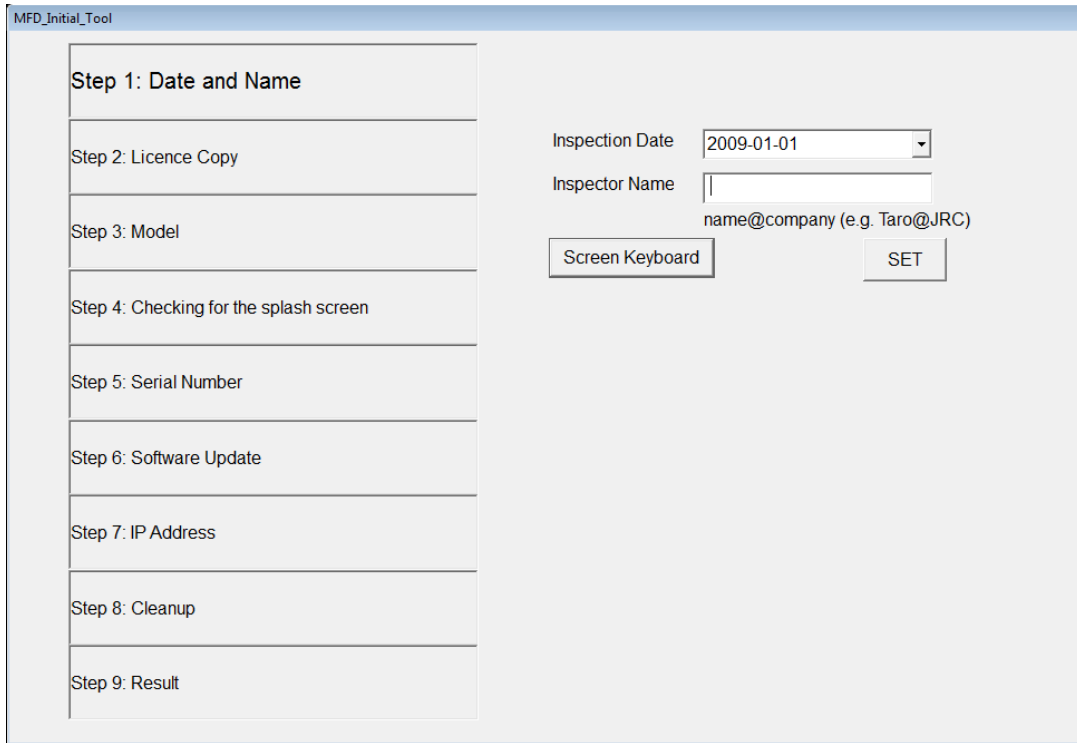 MFD_Initial_Tool
Step 1: Date and Name
Step 2: Licence Copy
Step 3: Model
Step 4: Checking for the splash screen
Step 5: Serial Number
Step 6: Software Update
Step 7: IP Address
Step 8: Cleanup
Step 9: Result
Inspection Date 2009-01-01
Inspector Name
name@company (e.g. Taro@JRC)
Screen Keyboard SET